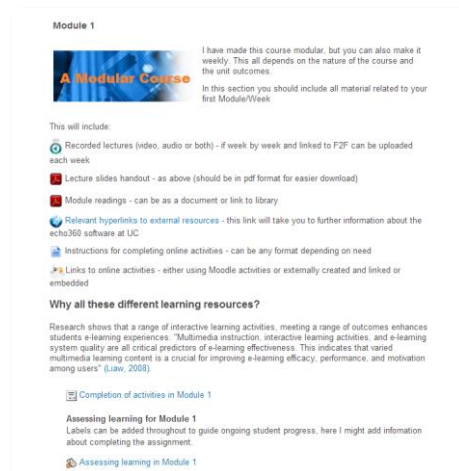 Module 1
A Modular Course
I have made this course modular, but you can also make it
weekly. This all depends on the nature of the course and
the unit outcomes.
In this section you should include all material related to your
first Module/Week
This will include:
Recorded lectures (video, audio or both) - if week by week and linked to F2F can be uploaded
each week
Lecture slides handout - as above (should be in pdf format for easier download)
Module readings - can be as a document or link to library
Relevant hyperlinks to external resources - this link will take you to further information about the
echo360 software at UC
Instructions for completing online activities - can be any format depending on need
Links to online activities - either using Moodle activities or externally created and linked or
embedded
Why all these different learning resources?
Research shows that a range of interactive learning activities, meeting a range of outcomes enhances
students e-learning experiences. "Multimedia instruction, interactive learning activities, and e-learning
system quality are all critical predictors of e-learning effectiveness. This indicates that varied
multimedia learning content is a crucial for improving e-learning efficacy, performance, and motivation
among users" (Liaw, 2008).
Completion of activities in Module 1
Assessing learning for Module 1
Labels can be added throughout to guide ongoing student progress, here I might add infomation
about completing the assignment.
Assessing learning in Module 1